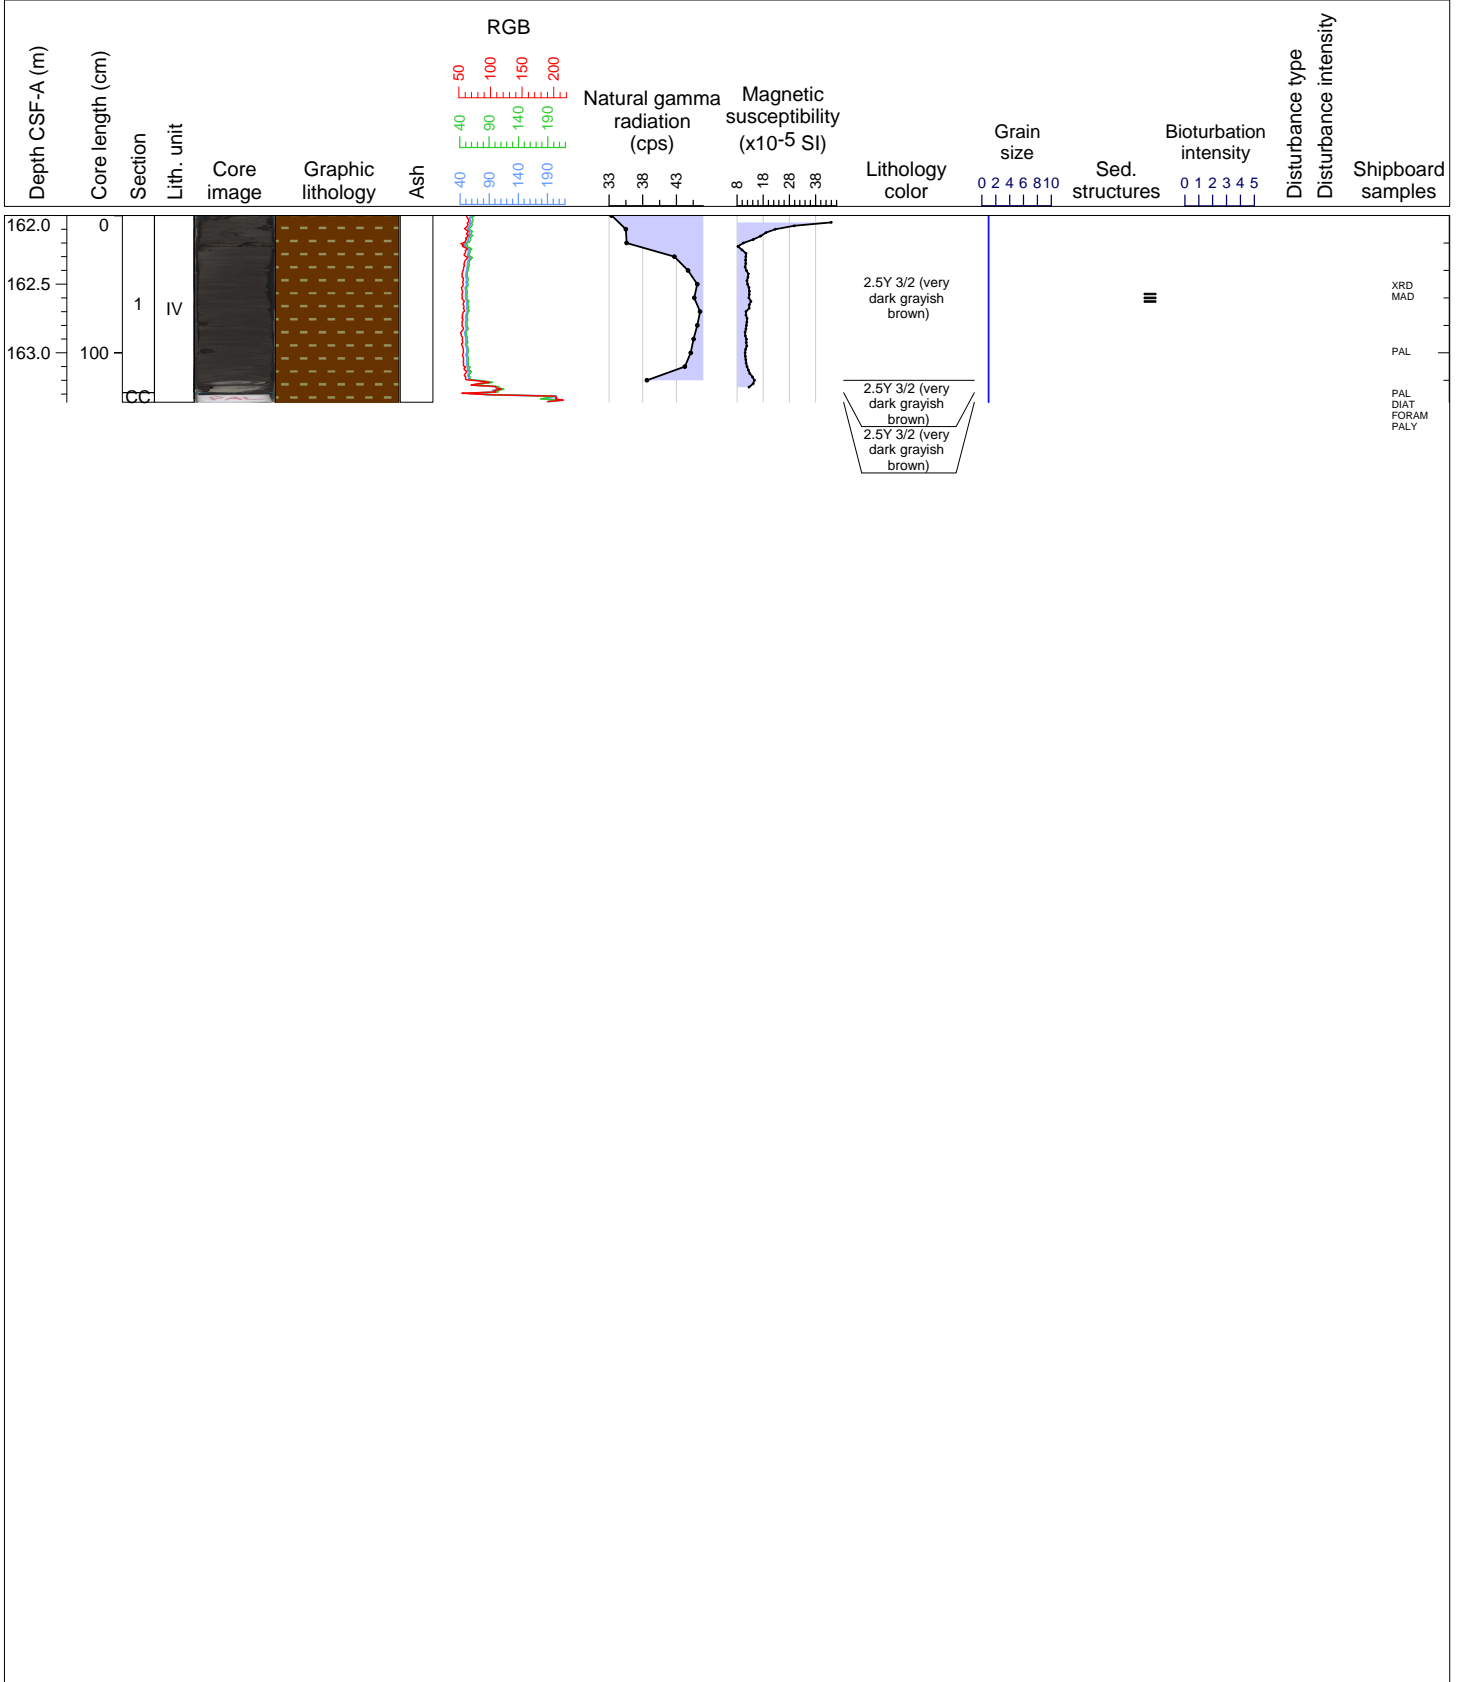 RGB
50 100 150 200
40 90 140 190
40 90 140 190
Depth CSF-A (m)
Core length (cm)
Section
Lith. unit
Core
image
Graphic
lithology
Ash
Natural gamma
radiation
(cps)
33 38 43
Magnetic
susceptibility
(x10-5 SI)
8 18 28 38
Lithology
color
Grain
size
0 2 4 6 8 10
Sed.
structures
Bioturbation
intensity
0 1 2 3 4 5
Disturbance type
Disturbance intensity
Shipboard
samples
162.0
162.5
163.0
0
100
1
CC
IV
PAL
2.5Y 3/2 (very
dark grayish
brown)
2.5Y 3/2 (very
dark grayish
brown)
2.5Y 3/2 (very
dark grayish
brown)
XRD
MAD
PAL
PAL
DIAT
FORAM
PALY